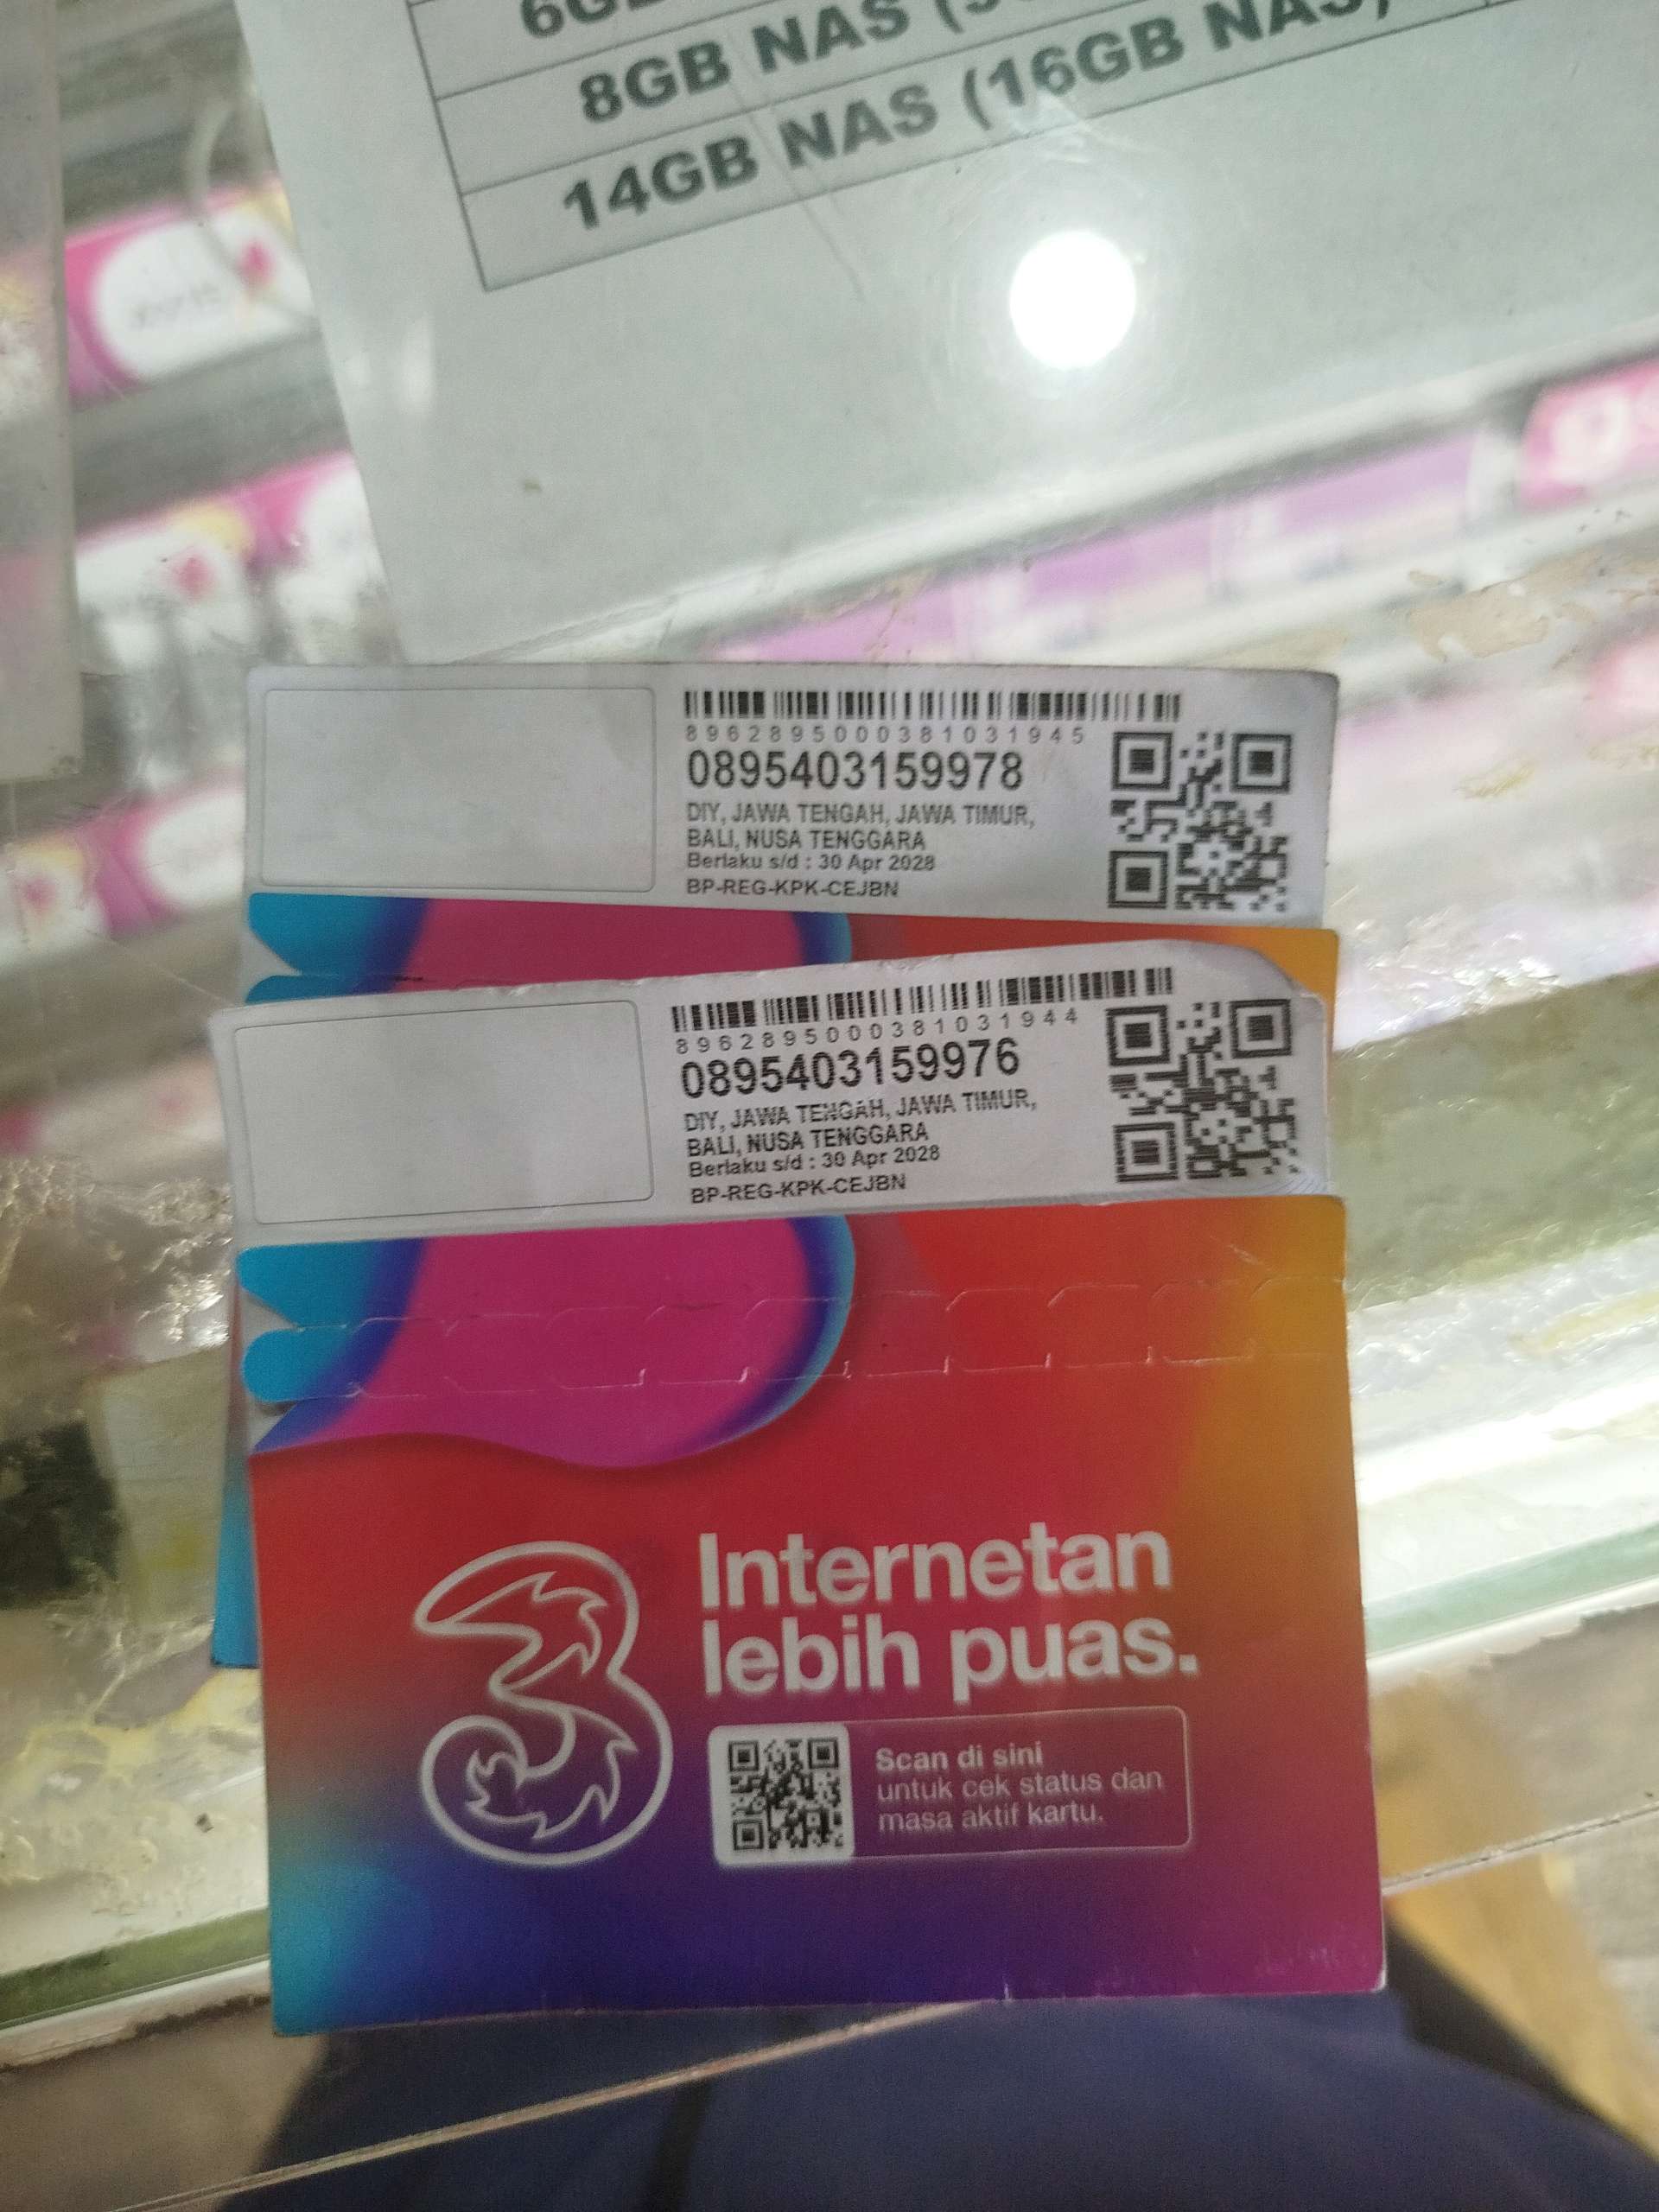 8GB NAS
14GB NAS (16GB NAS)
8962895000381031945
0895403159978
DIY, JAWA TENGAH, JAWA TIMUR,
BALI, NUSA TENGGARA
Berlaku s/d : 30 Apr 2028
BP-REG-KPK-CEJBN
8962895000381031944
0895403159976
DIY, JAWA TENGAH, JAWA TIMUR,
BALI, NUSA TENGGARA
Berlaku s/d : 30 Apr 2028
BP-REG-KPK-CEJBN
3
Internetan
lebih puas.
Scan di sini
untuk cek status dan
masa aktif kartu.